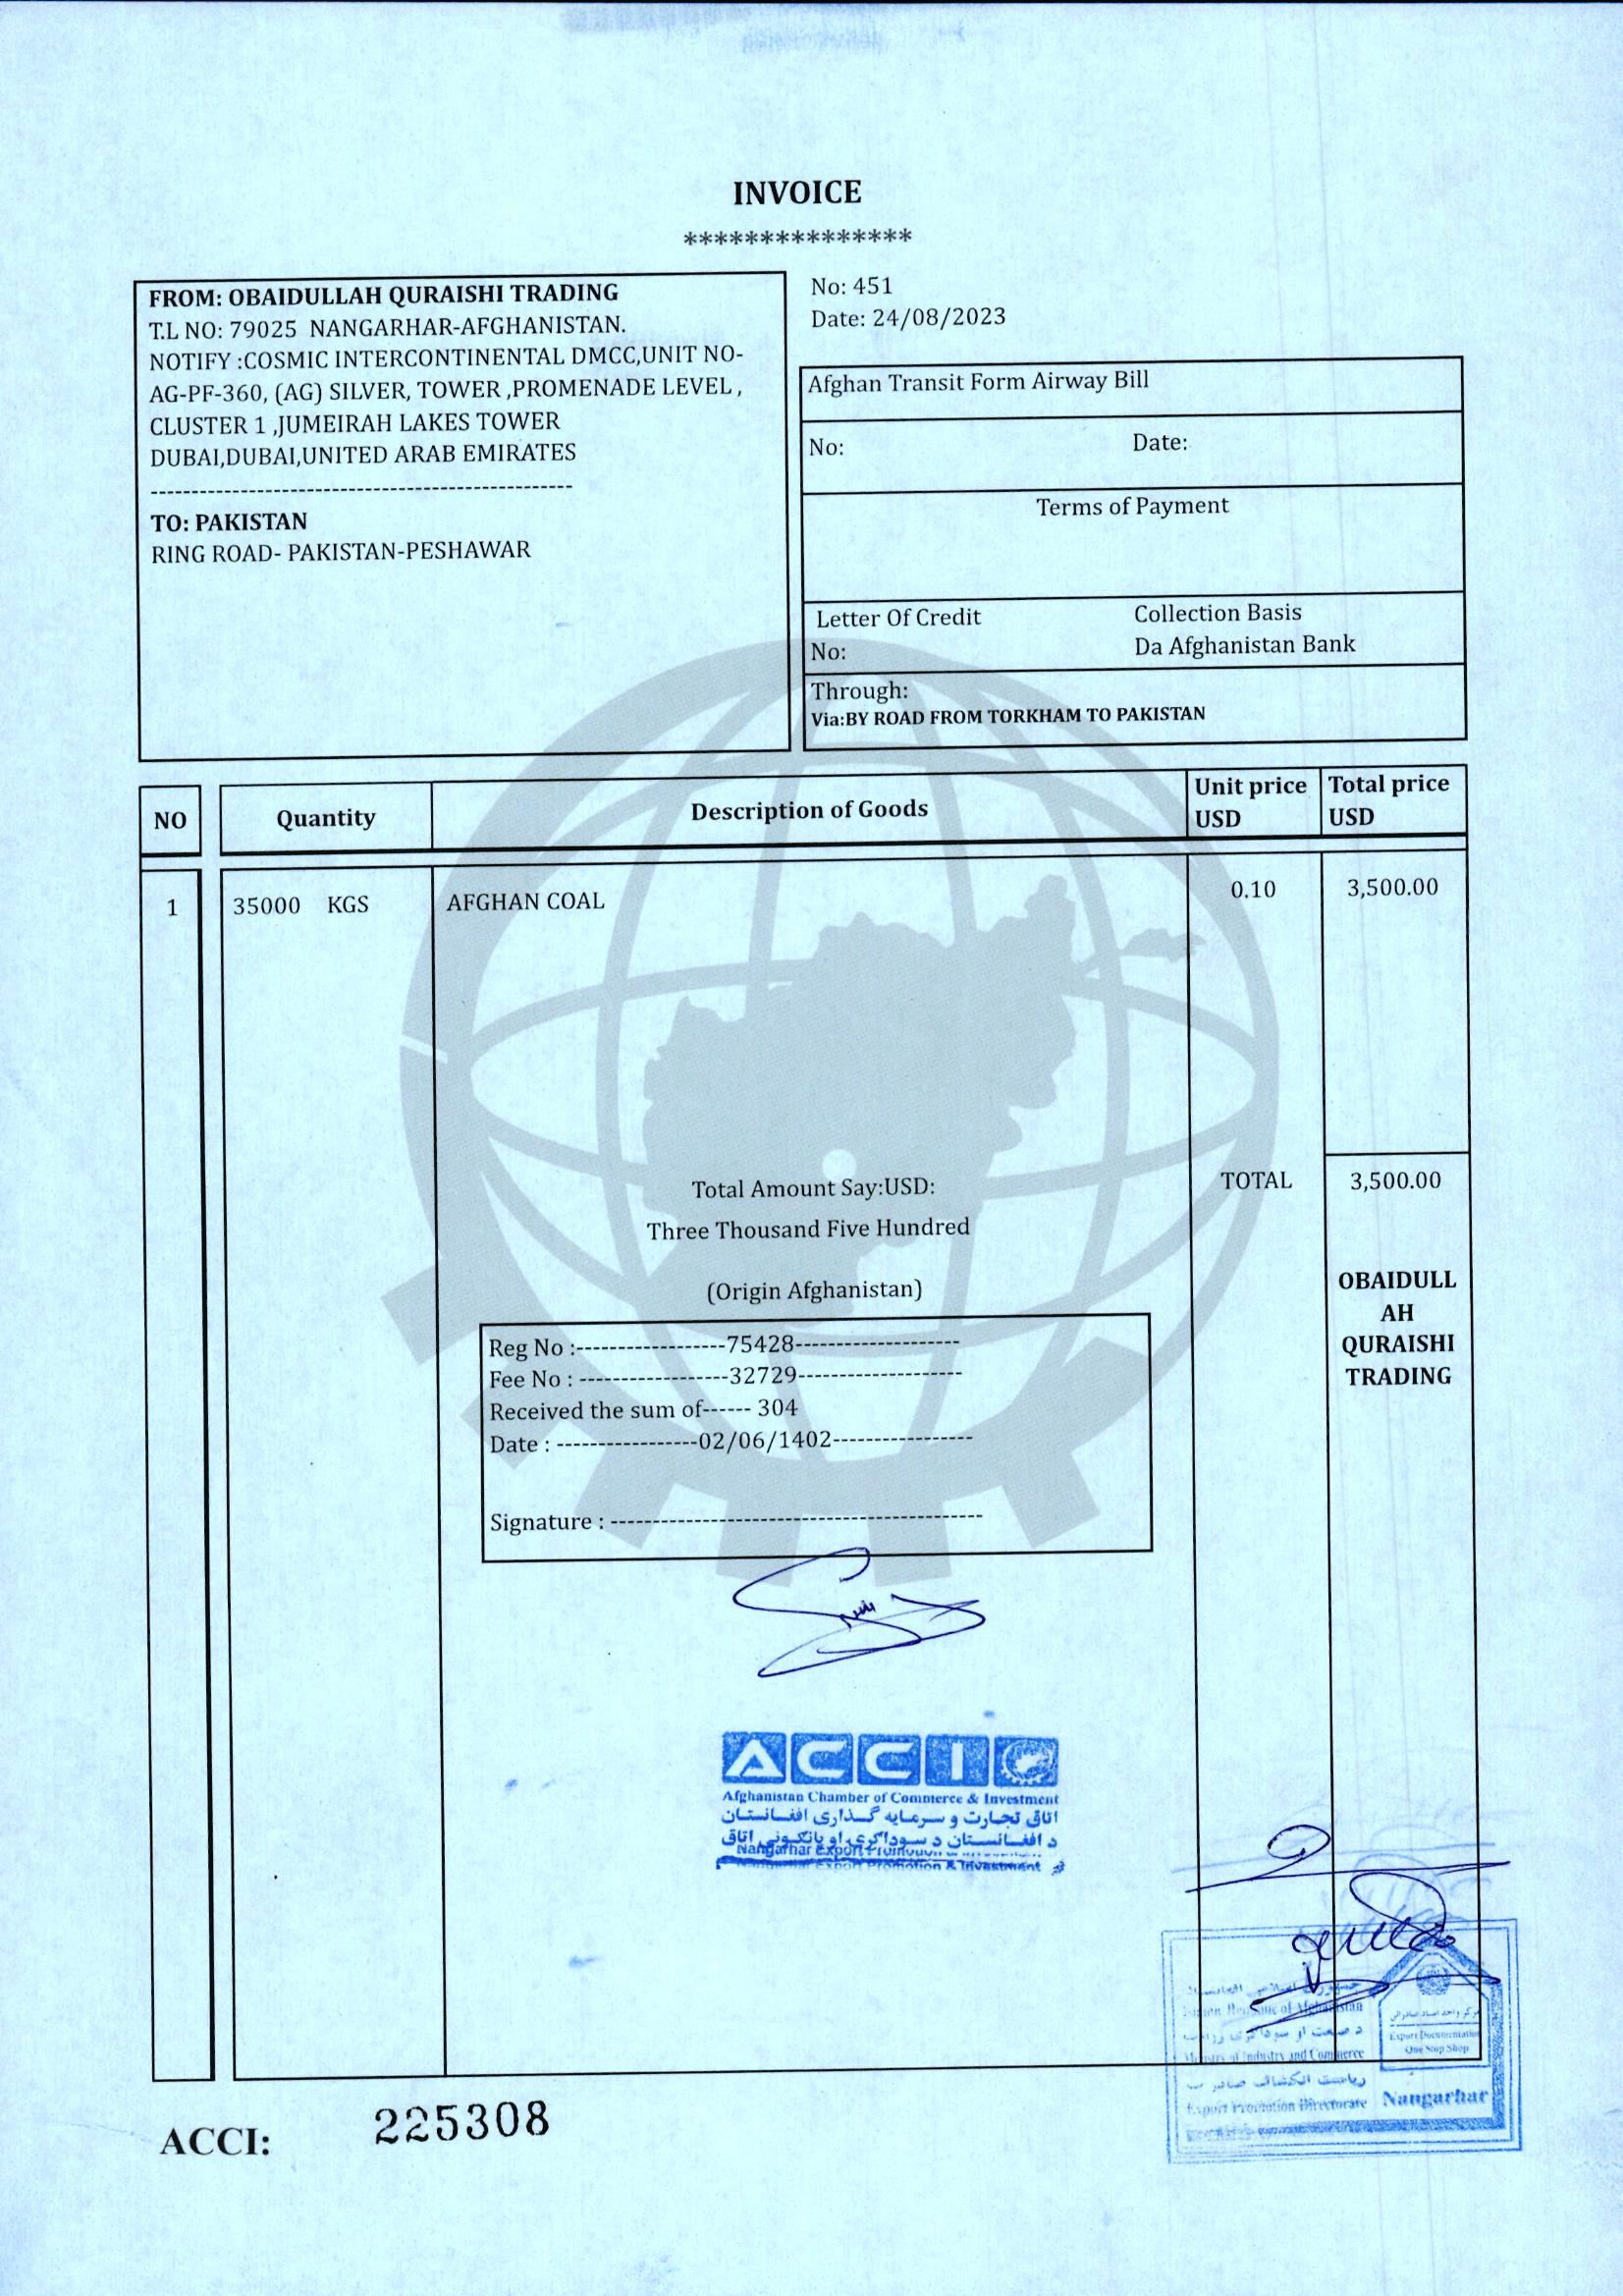 INVOICE
***************
FROM: OBAIDULLAH QURAISHI TRADING
T.L NO: 79025 NANGARHAR-AFGHANISTAN.
NOTIFY :COSMIC INTERCONTINENTAL DMCC,UNIT NO-
AG-PF-360, (AG) SILVER, TOWER ,PROMENADE LEVEL ,
CLUSTER 1 ,JUMEIRAH LAKES TOWER
DUBAI,DUBAI,UNITED ARAB EMIRATES
----------------------------------------------------
TO: PAKISTAN
RING ROAD- PAKISTAN-PESHAWAR
No: 451
Date: 24/08/2023
Afghan Transit Form Airway Bill
No: Date:
Terms of Payment
Letter Of Credit Collection Basis
No: Da Afghanistan Bank
Through:
Via:BY ROAD FROM TORKHAM TO PAKISTAN
NO Quantity Description of Goods Unit price USD Total price USD
1 35000 KGS AFGHAN COAL 0.10 3,500.00
Total Amount Say:USD: TOTAL 3,500.00
Three Thousand Five Hundred
(Origin Afghanistan)
OBAIDULL
AH
QURAISHI
TRADING
Reg No :------------------75428--------------------
Fee No : ------------------32729--------------------
Received the sum of------ 304
Date : -----------------02/06/1402-----------------
Signature : ---------------------------------------------
ACCI
Afghanistan Chamber of Commerce & Investment
اتاق تجارت و سرمایه گذاری افغانستان
د افغانستان د سوداګرۍ او پانګونې اتاق
Nangarhar Export Promotion
Nangarhar Export Promotion & Investment
of Afghanistan
د صنعت او سوداګرۍ وزارت
Ministry of Industry and Commerce
ریاست انکشاف صادرات
Export Promotion Directorate
Export Documentation
One Stop Shop
Nangarhar
ACCI: 225308